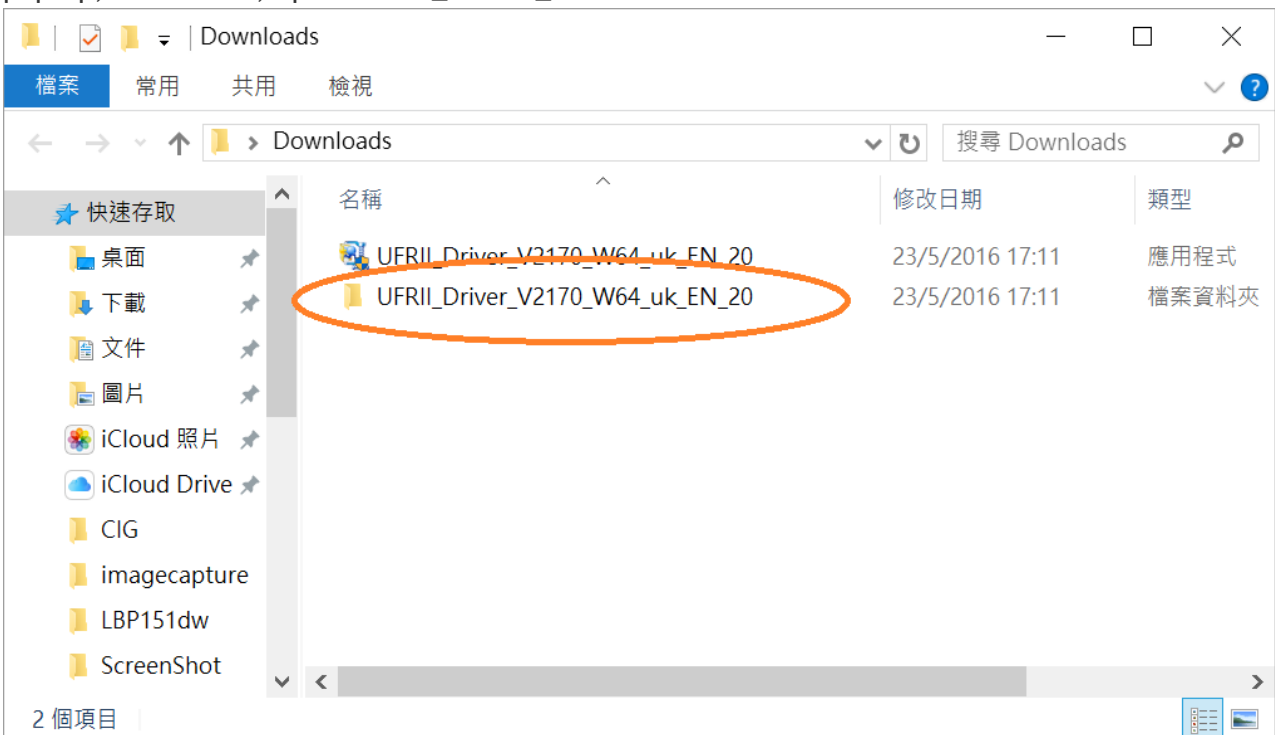 Downloads
檔案 常用 共用 檢視
Downloads 搜尋 Downloads
名稱 修改日期 類型
快速存取
桌面
下載
文件
圖片
iCloud 照片
iCloud Drive
CIG
imagecapture
LBP151dw
ScreenShot
UFRII_Driver_V2170_W64_uk_EN_20 23/5/2016 17:11 應用程式
UFRII_Driver_V2170_W64_uk_EN_20 23/5/2016 17:11 檔案資料夾
2 個項目